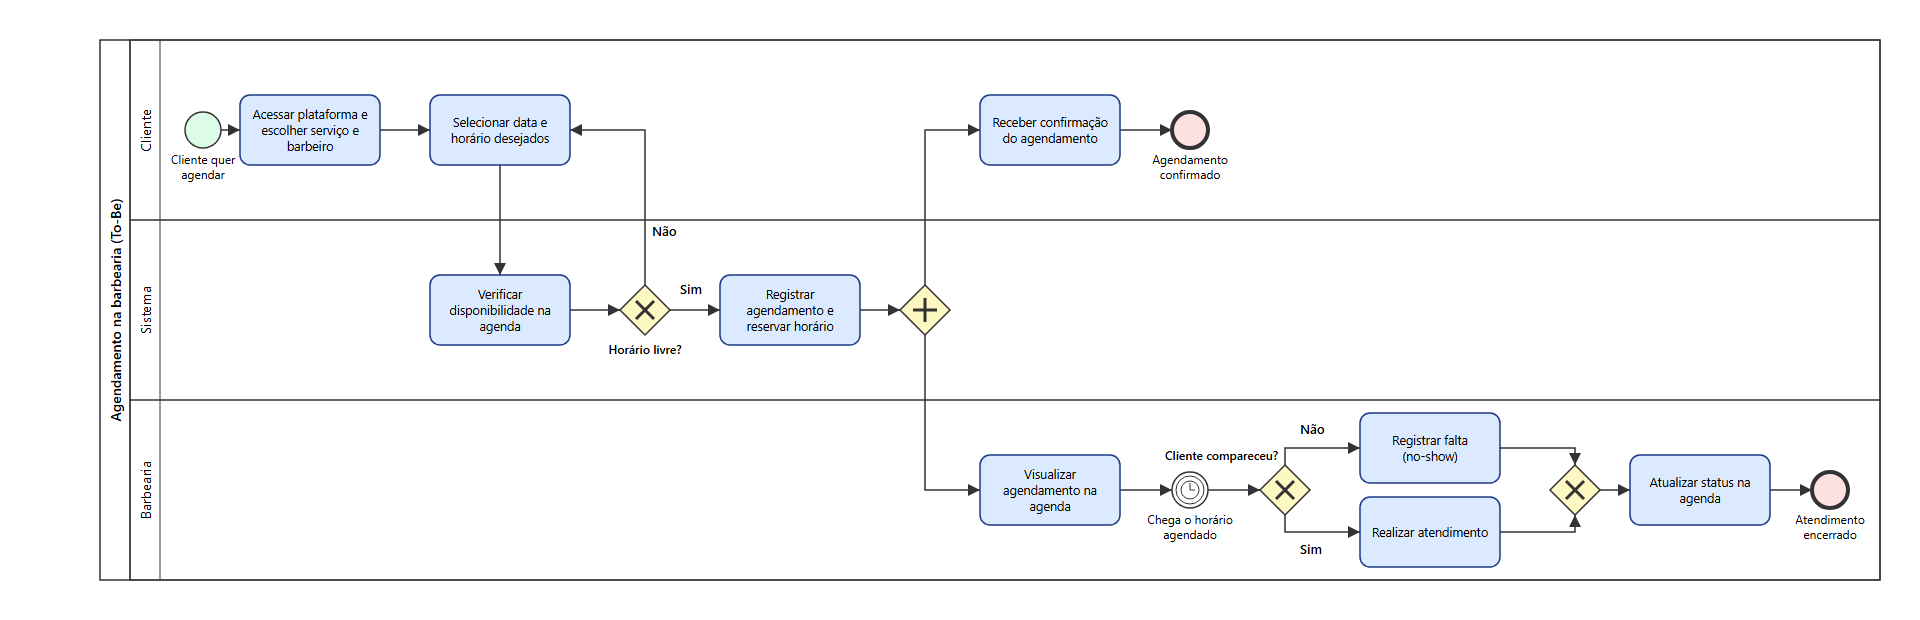 Agendamento na barbearia (To-Be)
Cliente
Cliente quer
agendar
Acessar plataforma e
escolher serviço e
barbeiro
Selecionar data e
horário desejados
Receber confirmação
do agendamento
Agendamento
confirmado
Sistema
Verificar
disponibilidade na
agenda
Não
Horário livre?
Sim
Registrar
agendamento e
reservar horário
Barbearia
Visualizar
agendamento na
agenda
Chega o horário
agendado
Cliente compareceu?
Não
Registrar falta
(no-show)
Sim
Realizar atendimento
Atualizar status na
agenda
Atendimento
encerrado